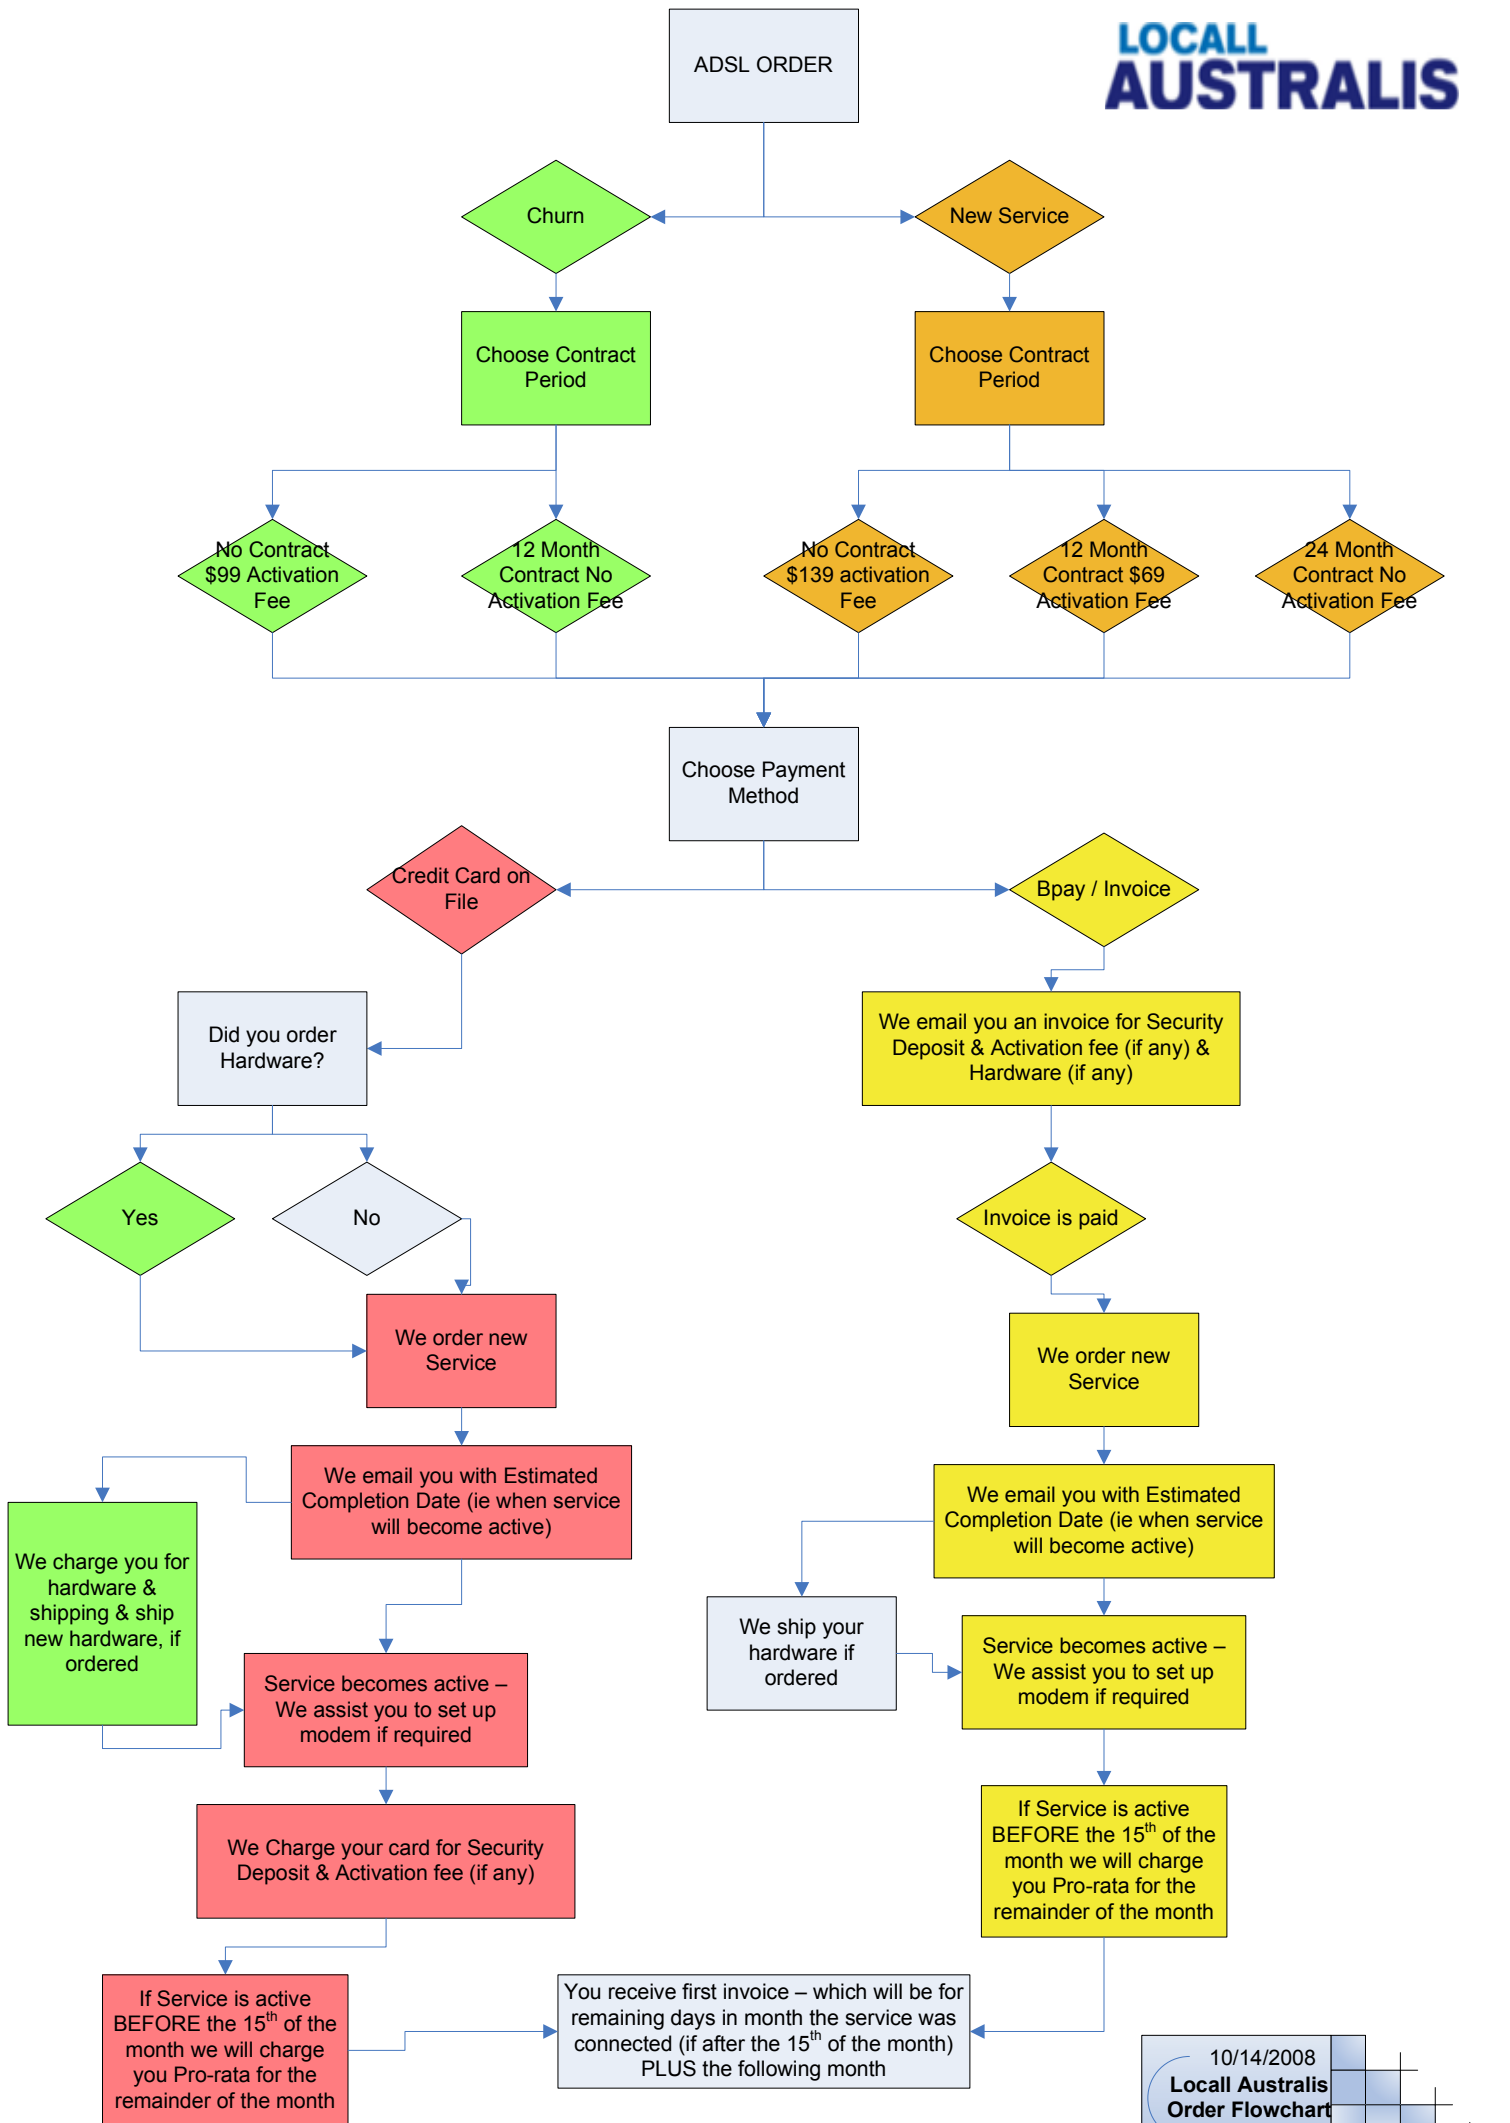 ADSL ORDER
LOCALL
AUSTRALIS
Churn
New Service
Choose Contract
Period
Choose Contract
Period
No Contract
$99 Activation
Fee
12 Month
Contract No
Activation Fee
No Contract
$139 activation
Fee
12 Month
Contract $69
Activation Fee
24 Month
Contract No
Activation Fee
Choose Payment
Method
Credit Card on
File
Bpay / Invoice
Did you order
Hardware?
We email you an invoice for Security
Deposit & Activation fee (if any) &
Hardware (if any)
Yes
No
Invoice is paid
We order new
Service
We order new
Service
We email you with Estimated
Completion Date (ie when service
will become active)
We email you with Estimated
Completion Date (ie when service
will become active)
We charge you for
hardware &
shipping & ship
new hardware, if
ordered
We ship your
hardware if
ordered
Service becomes active –
We assist you to set up
modem if required
Service becomes active –
We assist you to set up
modem if required
We Charge your card for Security
Deposit & Activation fee (if any)
If Service is active
BEFORE the 15th of the
month we will charge
you Pro-rata for the
remainder of the month
If Service is active
BEFORE the 15th of the
month we will charge
you Pro-rata for the
remainder of the month
You receive first invoice – which will be for
remaining days in month the service was
connected (if after the 15th of the month)
PLUS the following month
10/14/2008
Locall Australis
Order Flowchart